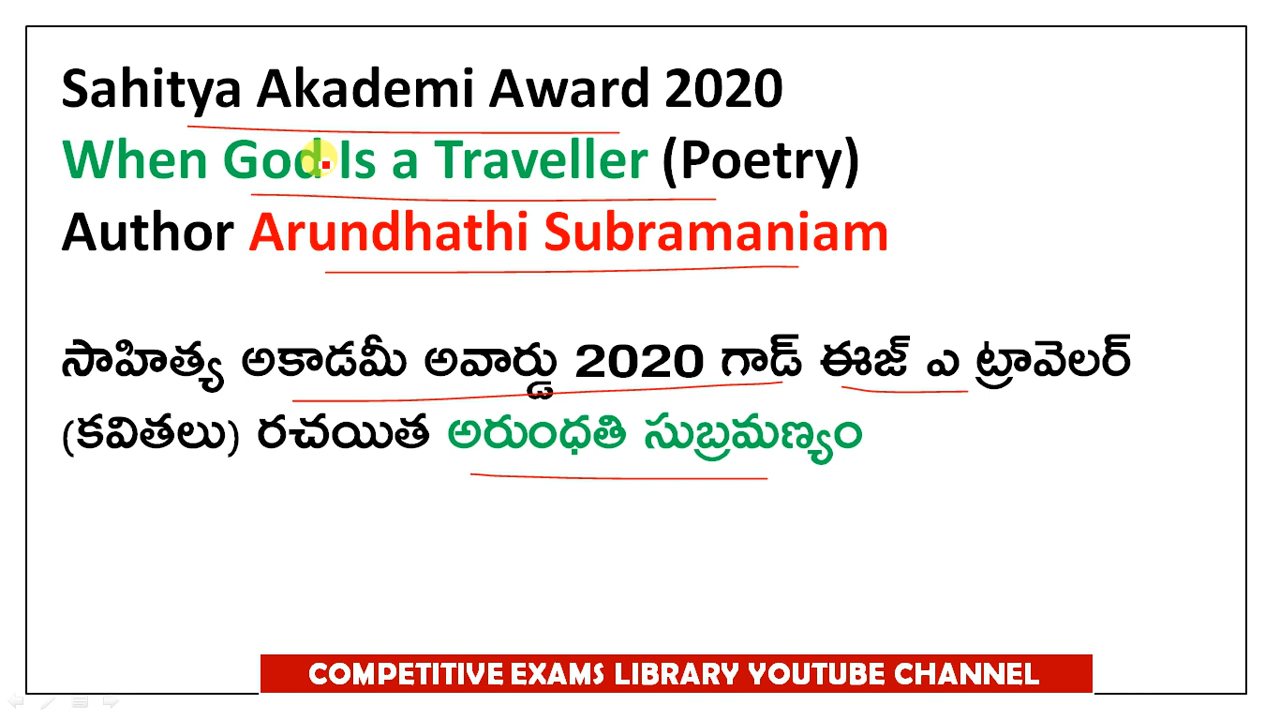 Sahitya Akademi Award 2020
When God Is a Traveller (Poetry)
Author Arundhathi Subramaniam
సాహిత్య అకాడమీ అవార్డు 2020 గాడ్ ఈజ్ ఎ ట్రావెలర్
(కవితలు) రచయిత అరుంధతి సుబ్రమణ్యం
COMPETITIVE EXAMS LIBRARY YOUTUBE CHANNEL